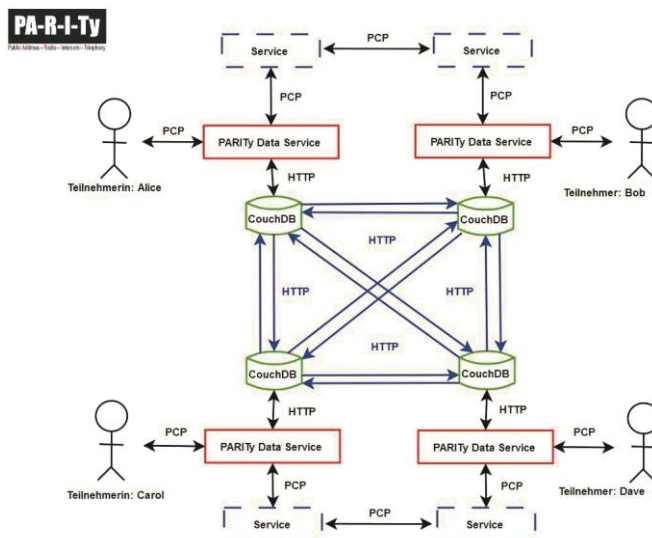 PA-R-I-Ty
Public Address - Radio - Intercom - Telephony
Service
PCP
Service
PCP
PCP
PCP
PARITy Data Service
PARITy Data Service
PCP
Teilnehmerin: Alice
HTTP
HTTP
Teilnehmer: Bob
CouchDB
CouchDB
HTTP
HTTP
HTTP
HTTP
CouchDB
CouchDB
HTTP
HTTP
PCP
PARITy Data Service
PARITy Data Service
PCP
Teilnehmerin: Carol
PCP
PCP
Teilnehmer: Dave
Service
PCP
Service